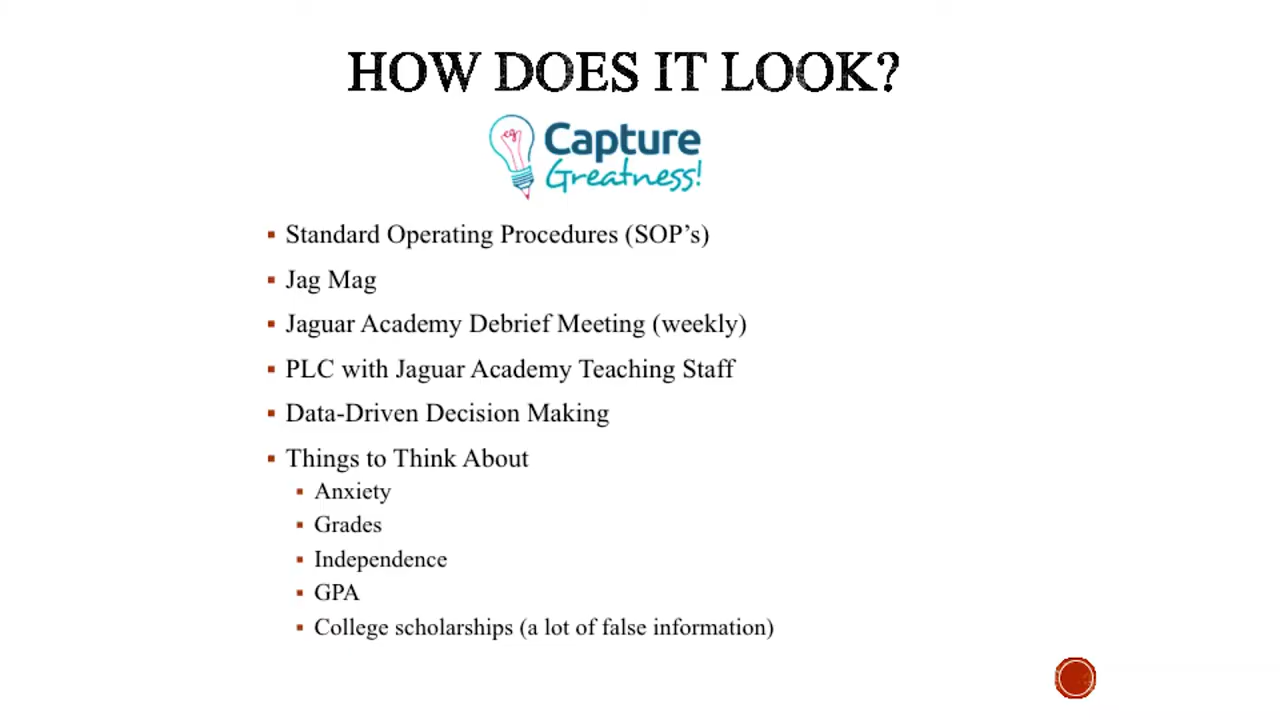 HOW DOES IT LOOK?
eg
Capture
Greatness!
Standard Operating Procedures (SOP’s)
Jag Mag
Jaguar Academy Debrief Meeting (weekly)
PLC with Jaguar Academy Teaching Staff
Data-Driven Decision Making
Things to Think About
Anxiety
Grades
Independence
GPA
College scholarships (a lot of false information)